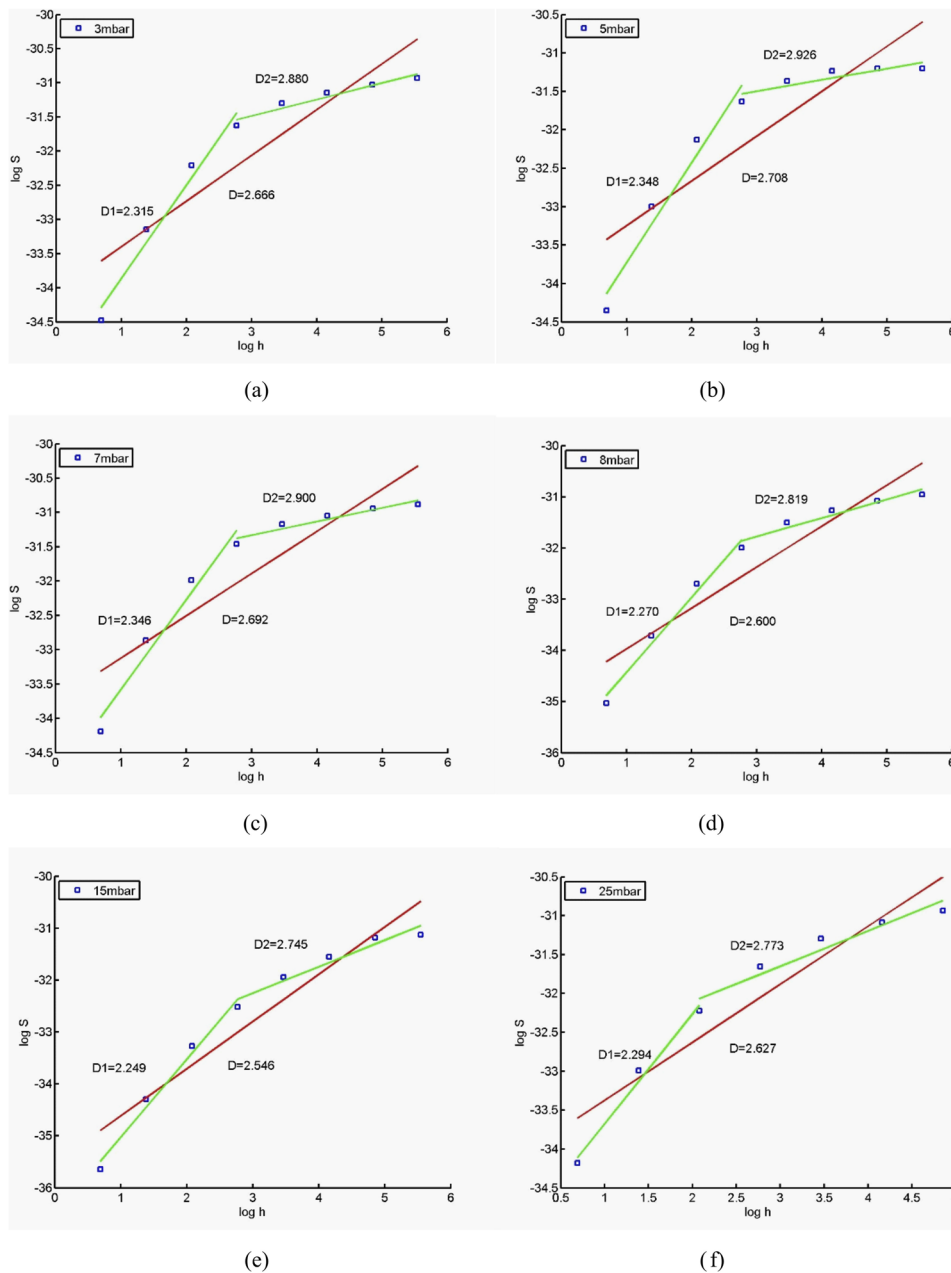 -30
3mbar
-30.5
-31
D2=2.880
-31.5
-32
log S
-32.5
D=2.666
D1=2.315
-33
-33.5
-34
-34.5
0 1 2 3 4 5 6
log h
(a)
-30.5
5mbar
-31
D2=2.926
-31.5
-32
log S
-32.5
D1=2.348
D=2.708
-33
-33.5
-34
-34.5
0 1 2 3 4 5 6
log h
(b)
-30
7mbar
-30.5
D2=2.900
-31
-31.5
-32
log S
-32.5
D1=2.346
D=2.692
-33
-33.5
-34
-34.5
0 1 2 3 4 5 6
log h
(c)
-30
8mbar
-31
D2=2.819
-32
log S
-33
D1=2.270
D=2.600
-34
-35
-36
0 1 2 3 4 5 6
log h
(d)
-30
15mbar
-31
D2=2.745
-32
log S
-33
D1=2.249
D=2.546
-34
-35
-36
0 1 2 3 4 5 6
log h
(e)
-30.5
25mbar
-31
D2=2.773
-31.5
-32
log S
-32.5
D1=2.294
D=2.627
-33
-33.5
-34
-34.5
0.5 1 1.5 2 2.5 3 3.5 4 4.5
log h
(f)